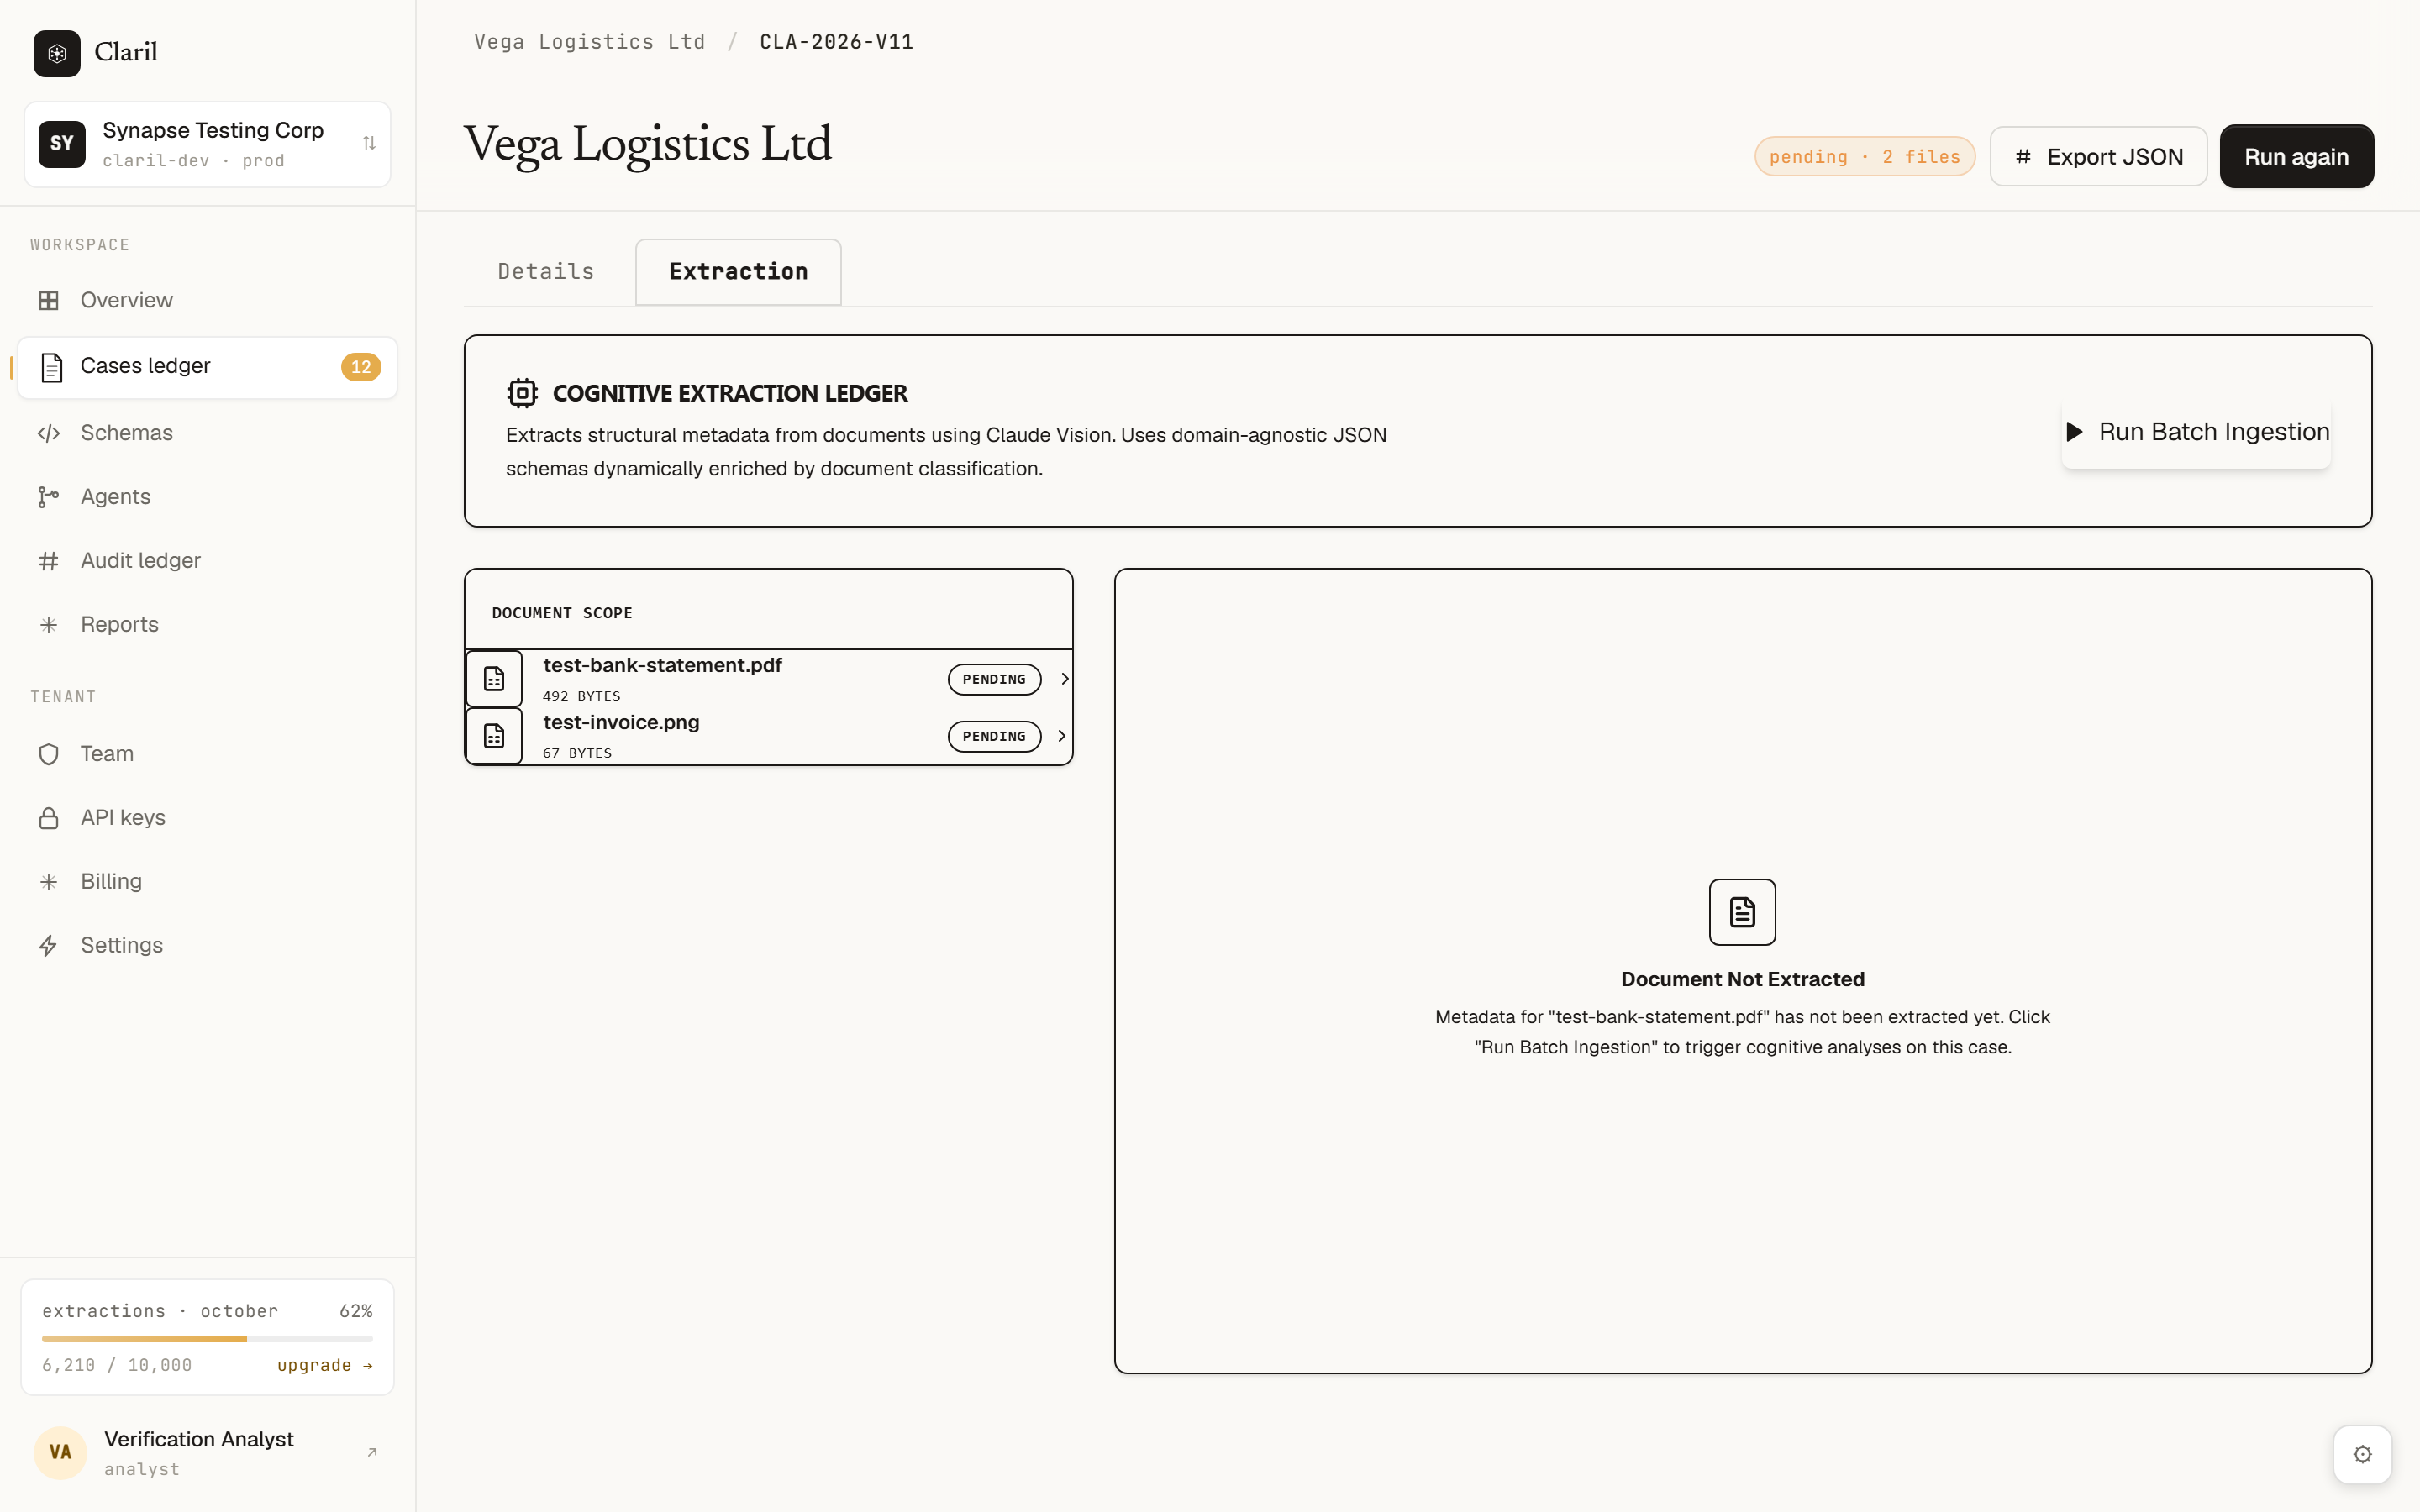 Claril
SY
Synapse Testing Corp
claril-dev · prod
WORKSPACE
Overview
Cases ledger
12
Schemas
Agents
Audit ledger
Reports
TENANT
Team
API keys
Billing
Settings
extractions · october 62%
6,210 / 10,000 upgrade →
VA
Verification Analyst
analyst
Vega Logistics Ltd / CLA-2026-V11
Vega Logistics Ltd
pending · 2 files
# Export JSON
Run again
Details
Extraction
COGNITIVE EXTRACTION LEDGER
Extracts structural metadata from documents using Claude Vision. Uses domain-agnostic JSON
schemas dynamically enriched by document classification.
Run Batch Ingestion
DOCUMENT SCOPE
test-bank-statement.pdf
492 BYTES
PENDING
test-invoice.png
67 BYTES
PENDING
Document Not Extracted
Metadata for "test-bank-statement.pdf" has not been extracted yet. Click
"Run Batch Ingestion" to trigger cognitive analyses on this case.